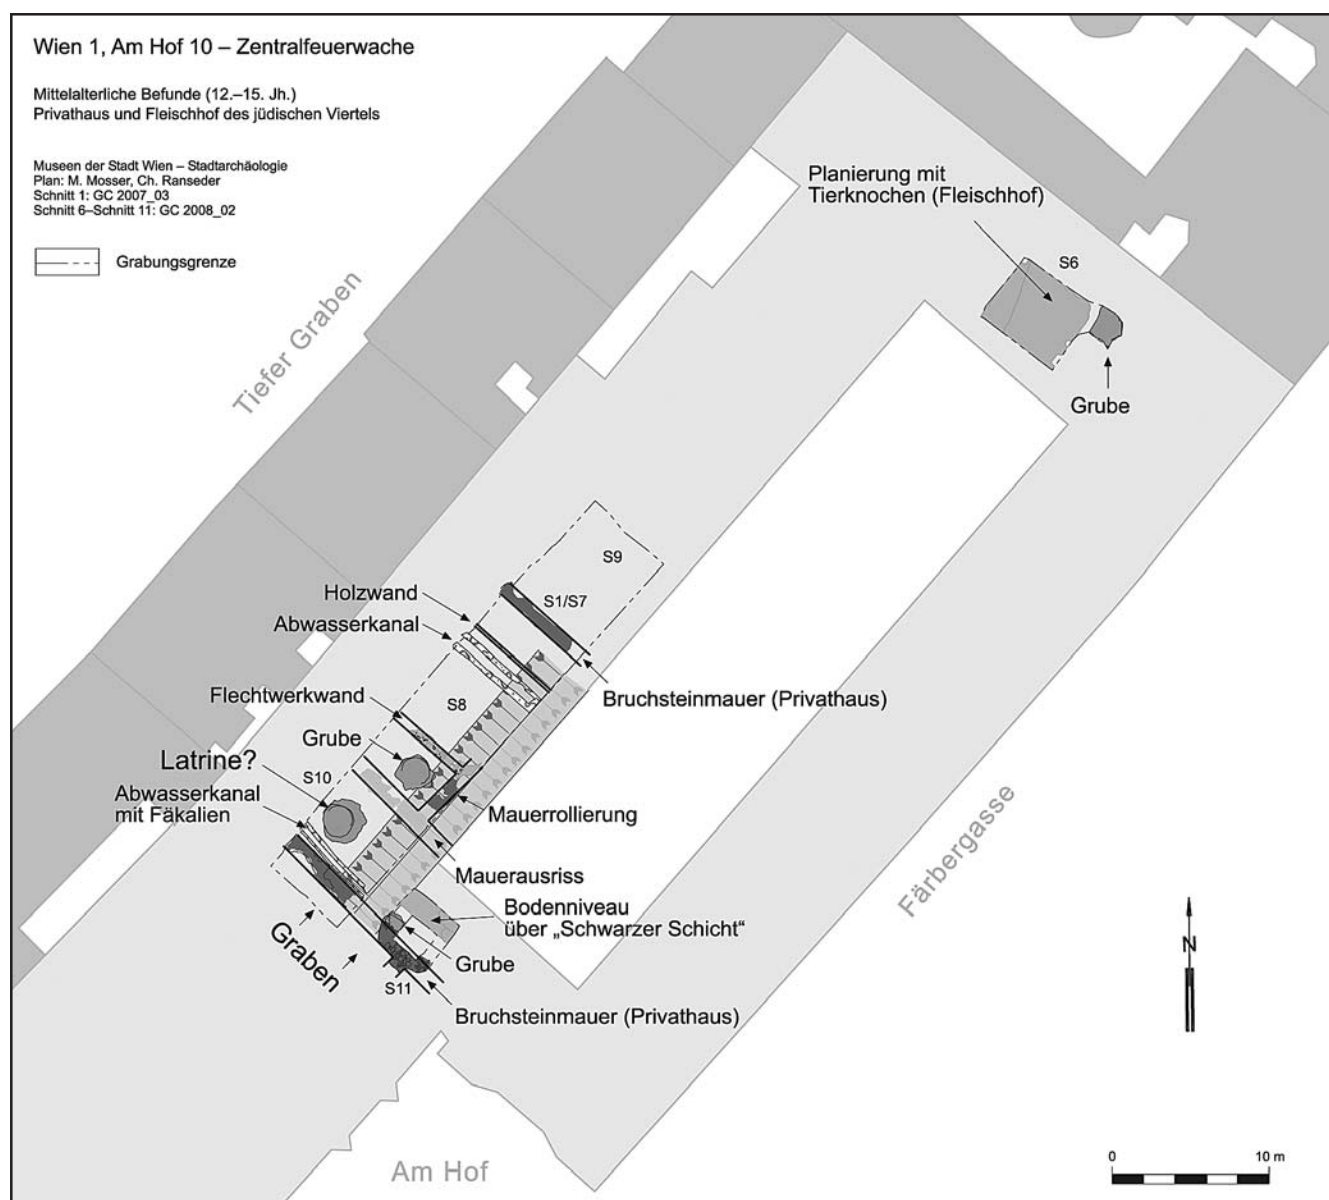 Wien 1, Am Hof 10 – Zentralfeuerwache
Mittelalterliche Befunde (12.–15. Jh.)
Privathaus und Fleischhof des jüdischen Viertels
Museen der Stadt Wien – Stadtarchäologie
Plan: M. Mosser, Ch. Ranseder
Schnitt 1: GC 2007_03
Schnitt 6–Schnitt 11: GC 2008_02
Grabungsgrenze
Planierung mit
Tierknochen (Fleischhof)
S6
Grube
Tiefer Graben
S9
Holzwand
S1/S7
Abwasserkanal
Flechtwerkwand
S8
Bruchsteinmauer (Privathaus)
Grube
Latrine?
S10
Abwasserkanal
mit Fäkalien
Mauerrollierung
Mauerausriss
Bodenniveau
über „Schwarzer Schicht“
Graben
Grube
S11
Bruchsteinmauer (Privathaus)
Färbergasse
N
Am Hof
0 10 m